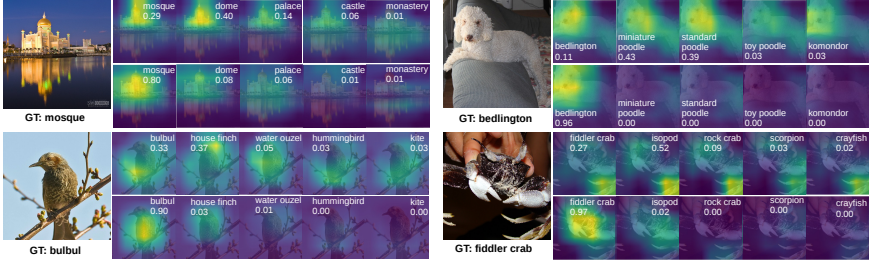 mosque dome palace castle monastery
0.29 0.40 0.14 0.06 0.01
mosque dome palace castle monastery
0.80 0.08 0.06 0.01 0.01
GT: mosque
bedlington miniature poodle standard poodle toy poodle komondor
0.11 0.43 0.39 0.03 0.03
bedlington miniature poodle standard poodle toy poodle komondor
0.96 0.00 0.00 0.00 0.00
GT: bedlington
bulbul house finch water ouzel hummingbird kite
0.33 0.37 0.05 0.03 0.03
bulbul house finch water ouzel hummingbird kite
0.90 0.03 0.01 0.00 0.00
GT: bulbul
fiddler crab isopod rock crab scorpion crayfish
0.27 0.52 0.09 0.03 0.02
fiddler crab isopod rock crab scorpion crayfish
0.97 0.02 0.00 0.00 0.00
GT: fiddler crab